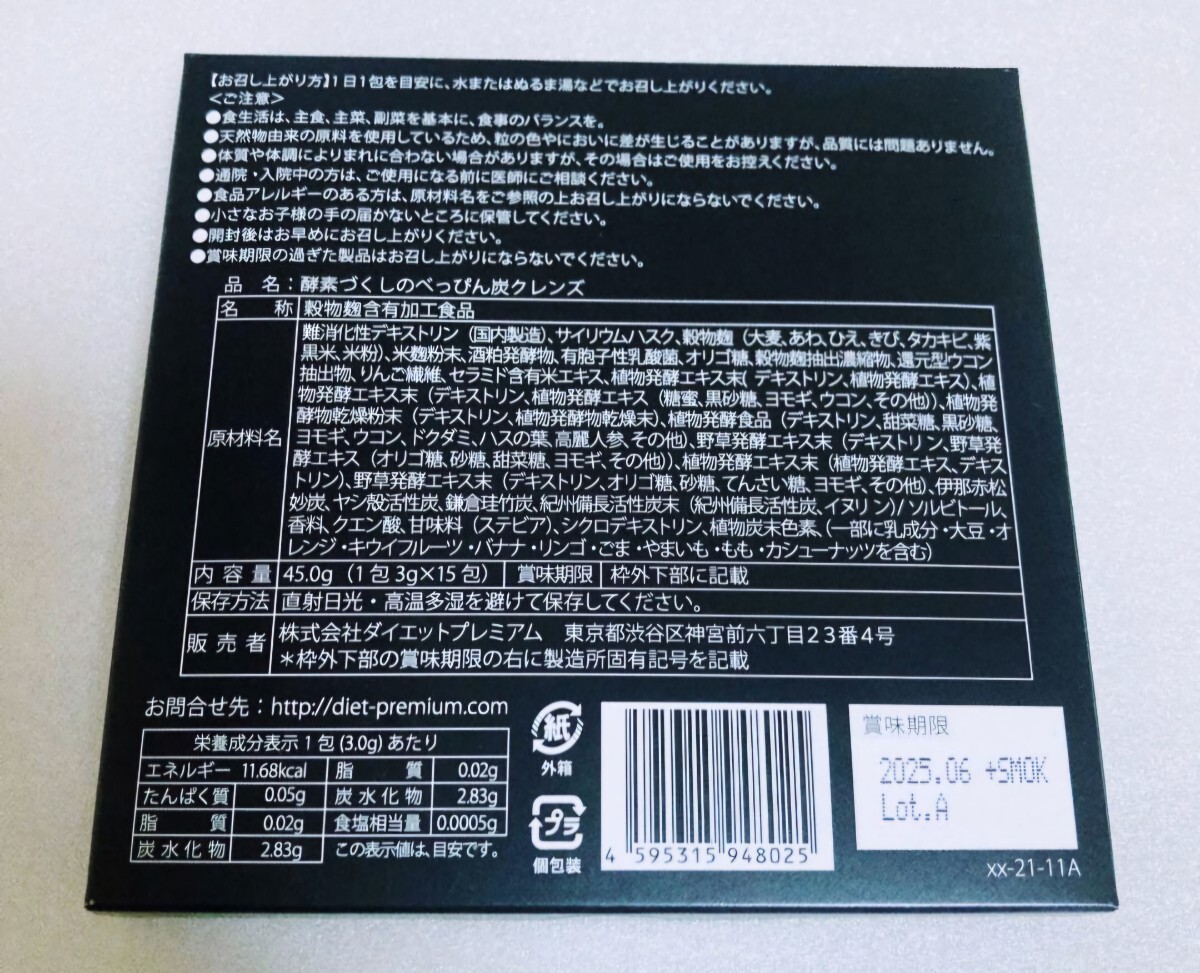 【お召し上がり方】1日1包を目安に、水またはぬるま湯などでお召し上がりください。
＜ご注意＞
●食生活は、主食、主菜、副菜を基本に、食事のバランスを。
●天然物由来の原料を使用しているため、粒の色やにおいに差が生じることがありますが、品質には問題ありません。
●体質や体調によりまれに合わない場合がありますが、その場合はご使用をお控えください。
●通院・入院中の方は、ご使用になる前に医師にご相談ください。
●食品アレルギーのある方は、原材料名をご参照の上お召し上がりにならないでください。
●小さなお子様の手の届かないところに保管してください。
●開封後はお早めにお召し上がりください。
●賞味期限の過ぎた製品はお召し上がりにならないでください。
品 名：酵素づくしのべっぴん炭クレンズ
名 称 穀物麹含有加工食品
原材料名
難消化性デキストリン（国内製造）、サイリウムハスク、穀物麹（大麦、あわ、ひえ、きび、タカキビ、紫
黒米、米粉）、米麹粉末、酒粕発酵物、有胞子性乳酸菌、オリゴ糖、穀物麹抽出濃縮物、還元型ウコン
抽出物、りんご繊維、セラミド含有米エキス、植物発酵エキス末（デキストリン、植物発酵エキス）、植
物発酵エキス末（デキストリン、植物発酵エキス（糖蜜、黒砂糖、ヨモギ、ウコン、その他））、植物発
酵物乾燥粉末（デキストリン、植物発酵物乾燥末）、植物発酵食品（デキストリン、甜菜糖、黒砂糖、
ヨモギ、ウコン、ドクダミ、ハスの葉、高麗人参、その他）、野草発酵エキス末（デキストリン、野草発
酵エキス（オリゴ糖、砂糖、甜菜糖、ヨモギ、その他））、植物発酵エキス末（植物発酵エキス、デキス
トリン）、野草発酵エキス末（デキストリン、オリゴ糖、砂糖、てんさい糖、ヨモギ、その他）、伊那赤松
妙炭、ヤシ殻活性炭、鎌倉珪竹炭、紀州備長活性炭末（紀州備長活性炭、イヌリン）/ソルビトール、
香料、クエン酸、甘味料（ステビア）、シクロデキストリン、植物炭末色素、（一部に乳成分・大豆・オ
レンジ・キウイフルーツ・バナナ・リンゴ・ごま・やまいも・もも・カシューナッツを含む）
内容量 45.0g（1包3g×15包） 賞味期限 枠外下部に記載
保存方法 直射日光・高温多湿を避けて保存してください。
販売者 株式会社ダイエットプレミアム 東京都渋谷区神宮前六丁目23番4号
＊枠外下部の賞味期限の右に製造所固有記号を記載
お問合せ先：http://diet-premium.com
栄養成分表示1包(3.0g)あたり
エネルギー 11.68kcal 脂 質 0.02g
たんぱく質 0.05g 炭水化物 2.83g
脂 質 0.02g 食塩相当量 0.0005g
炭水化物 2.83g この表示値は、目安です。
紙
外箱
プラ
個包装
4 595315 948025
賞味期限
2025.06 +SMOK
Lot.A
xx-21-11A